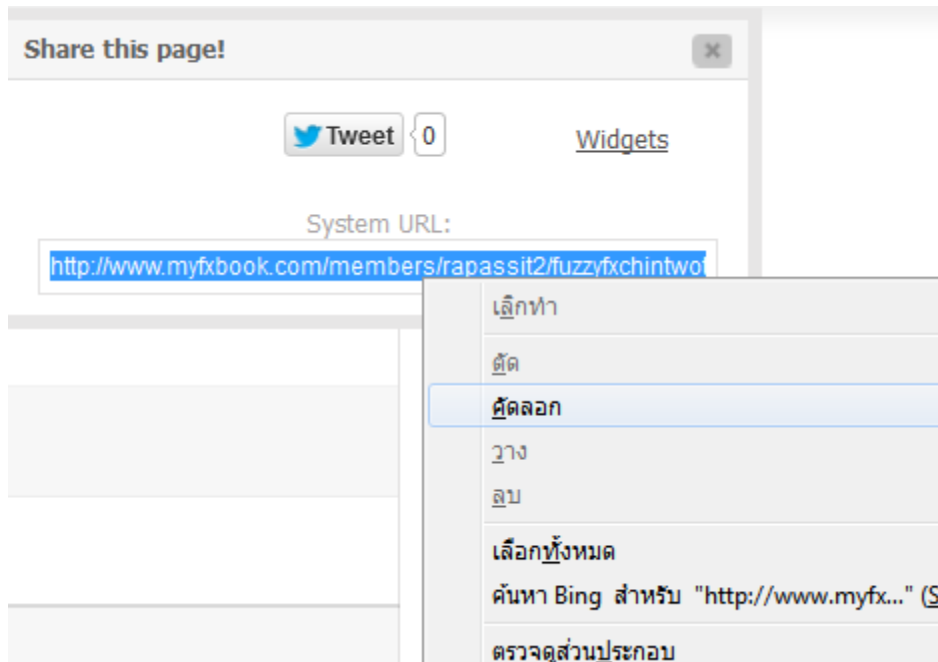 Share this page!
Tweet 0 Widgets
System URL:
http://www.myfxbook.com/members/rapassit2/fuzzyfxchintwo
เลิกทำ
ตัด
คัดลอก
วาง
ลบ
เลือกทั้งหมด
ค้นหา Bing สำหรับ "http://www.myfx..." (S
ตรวจดูส่วนประกอบ